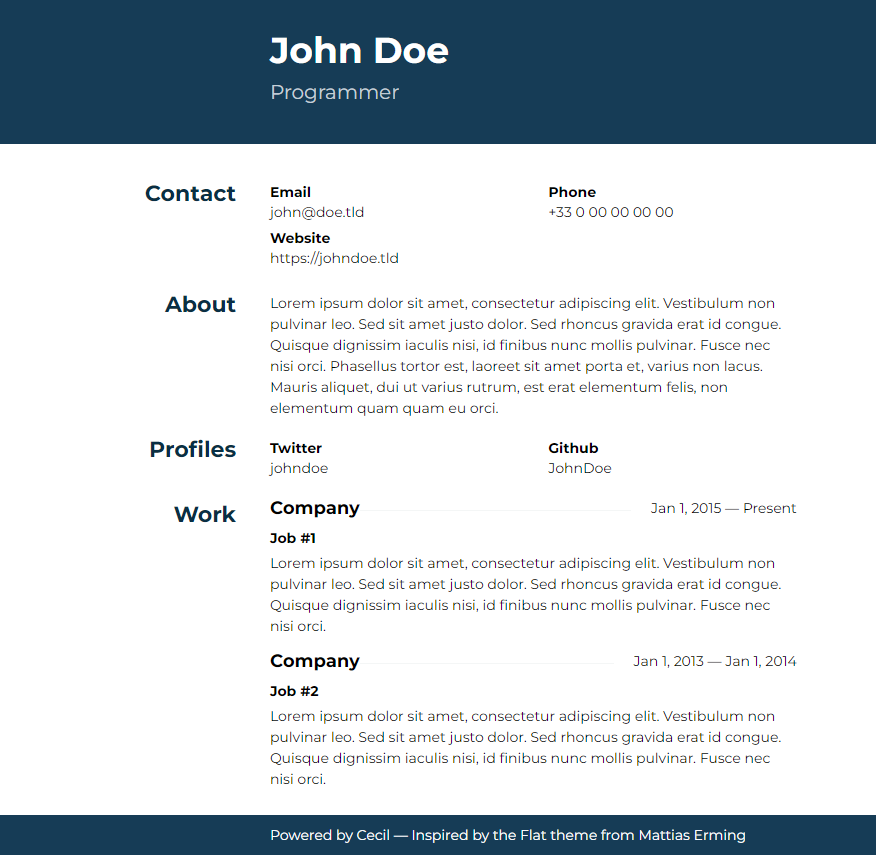 John Doe
Programmer
Contact
Email
john@doe.tld
Phone
+33 0 00 00 00 00
Website
https://johndoe.tld
About
Lorem ipsum dolor sit amet, consectetur adipiscing elit. Vestibulum non
pulvinar leo. Sed sit amet justo dolor. Sed rhoncus gravida erat id congue.
Quisque dignissim iaculis nisi, id finibus nunc mollis pulvinar. Fusce nec
nisi orci. Phasellus tortor est, laoreet sit amet porta et, varius non lacus.
Mauris aliquet, dui ut varius rutrum, est erat elementum felis, non
elementum quam quam eu orci.
Profiles
Twitter
johndoe
Github
JohnDoe
Work
Company
Jan 1, 2015 — Present
Job #1
Lorem ipsum dolor sit amet, consectetur adipiscing elit. Vestibulum non
pulvinar leo. Sed sit amet justo dolor. Sed rhoncus gravida erat id congue.
Quisque dignissim iaculis nisi, id finibus nunc mollis pulvinar. Fusce nec
nisi orci.
Company
Jan 1, 2013 — Jan 1, 2014
Job #2
Lorem ipsum dolor sit amet, consectetur adipiscing elit. Vestibulum non
pulvinar leo. Sed sit amet justo dolor. Sed rhoncus gravida erat id congue.
Quisque dignissim iaculis nisi, id finibus nunc mollis pulvinar. Fusce nec
nisi orci.
Powered by Cecil — Inspired by the Flat theme from Mattias Erming